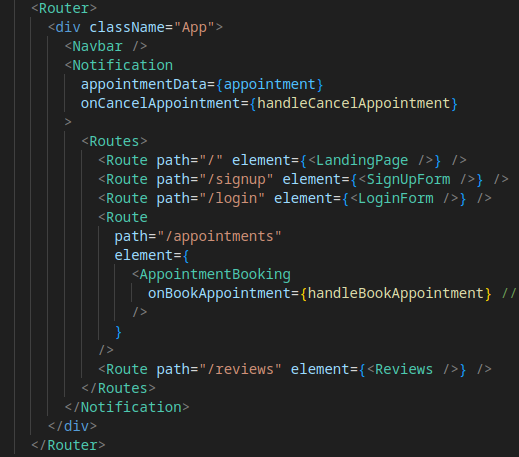 <Router>
<div className="App">
<Navbar />
<Notification
appointmentData={appointment}
onCancelAppointment={handleCancelAppointment}
>
<Routes>
<Route path="/" element={<LandingPage />} />
<Route path="/signup" element={<SignUpForm />} />
<Route path="/login" element={<LoginForm />} />
<Route
path="/appointments"
element={
<AppointmentBooking
onBookAppointment={handleBookAppointment} //
/>
}
/>
<Route path="/reviews" element={<Reviews />} />
</Routes>
</Notification>
</div>
</Router>